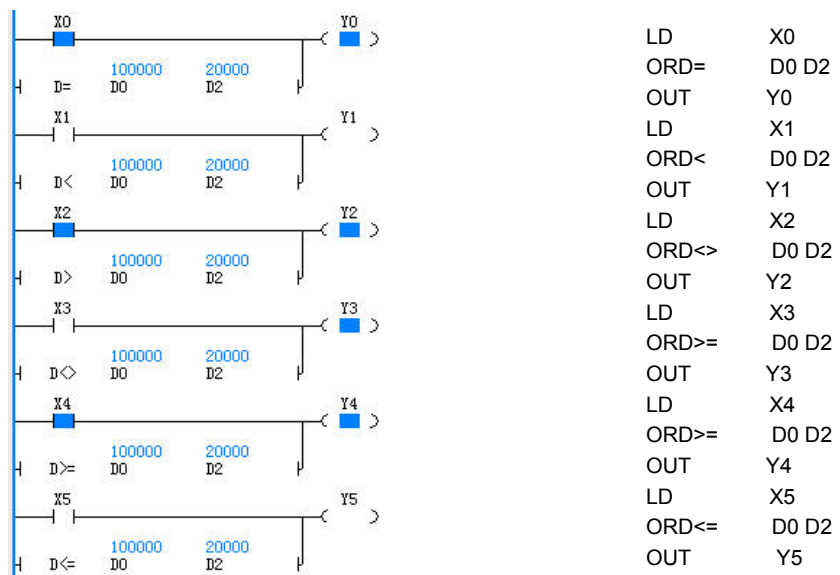 X0 Y0
100000 20000
D= D0 D2
X1 Y1
100000 20000
D< D0 D2
X2 Y2
100000 20000
D> D0 D2
X3 Y3
100000 20000
D<> D0 D2
X4 Y4
100000 20000
D>= D0 D2
X5 Y5
100000 20000
D<= D0 D2
LD X0
ORD= D0 D2
OUT Y0
LD X1
ORD< D0 D2
OUT Y1
LD X2
ORD<> D0 D2
OUT Y2
LD X3
ORD>= D0 D2
OUT Y3
LD X4
ORD>= D0 D2
OUT Y4
LD X5
ORD<= D0 D2
OUT Y5